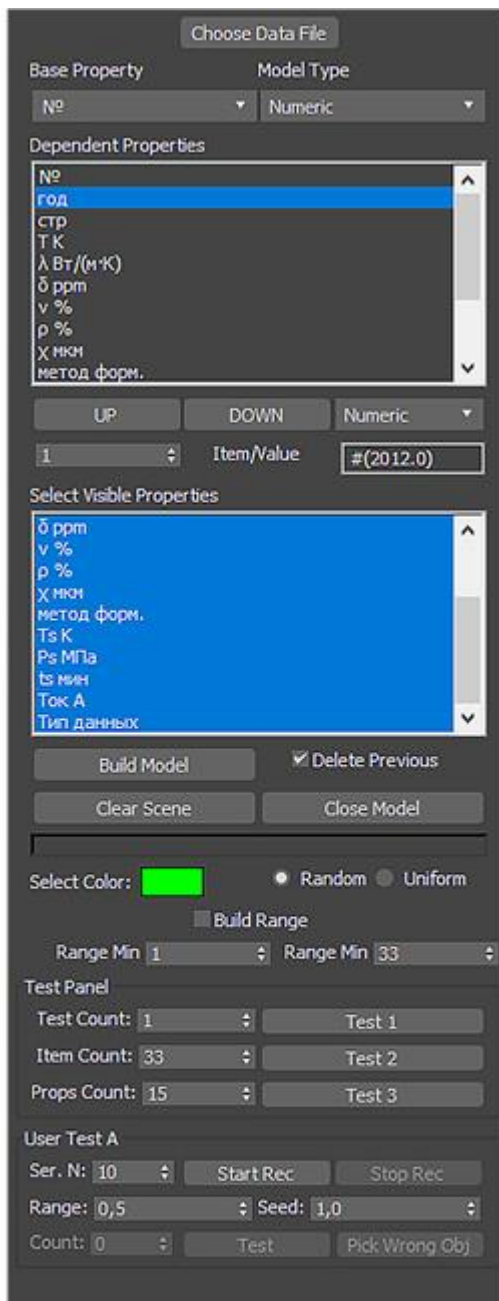 Choose Data File
Base Property Model Type
№ Numeric
Dependent Properties
№
год
стр
T K
λ Вт/(м·К)
δ ppm
ν %
ρ %
χ мкм
метод форм.
UP DOWN Numeric
1 Item/Value #(2012.0)
Select Visible Properties
δ ppm
ν %
ρ %
χ мкм
метод форм.
Ts K
Ps МПа
ts мин
Ток А
Тип данных
Build Model Delete Previous
Clear Scene Close Model
Select Color: Random Uniform
Build Range
Range Min 1 Range Min 33
Test Panel
Test Count: 1 Test 1
Item Count: 33 Test 2
Props Count: 15 Test 3
User Test A
Ser. N: 10 Start Rec Stop Rec
Range: 0,5 Seed: 1,0
Count: 0 Test Pick Wrong Obj